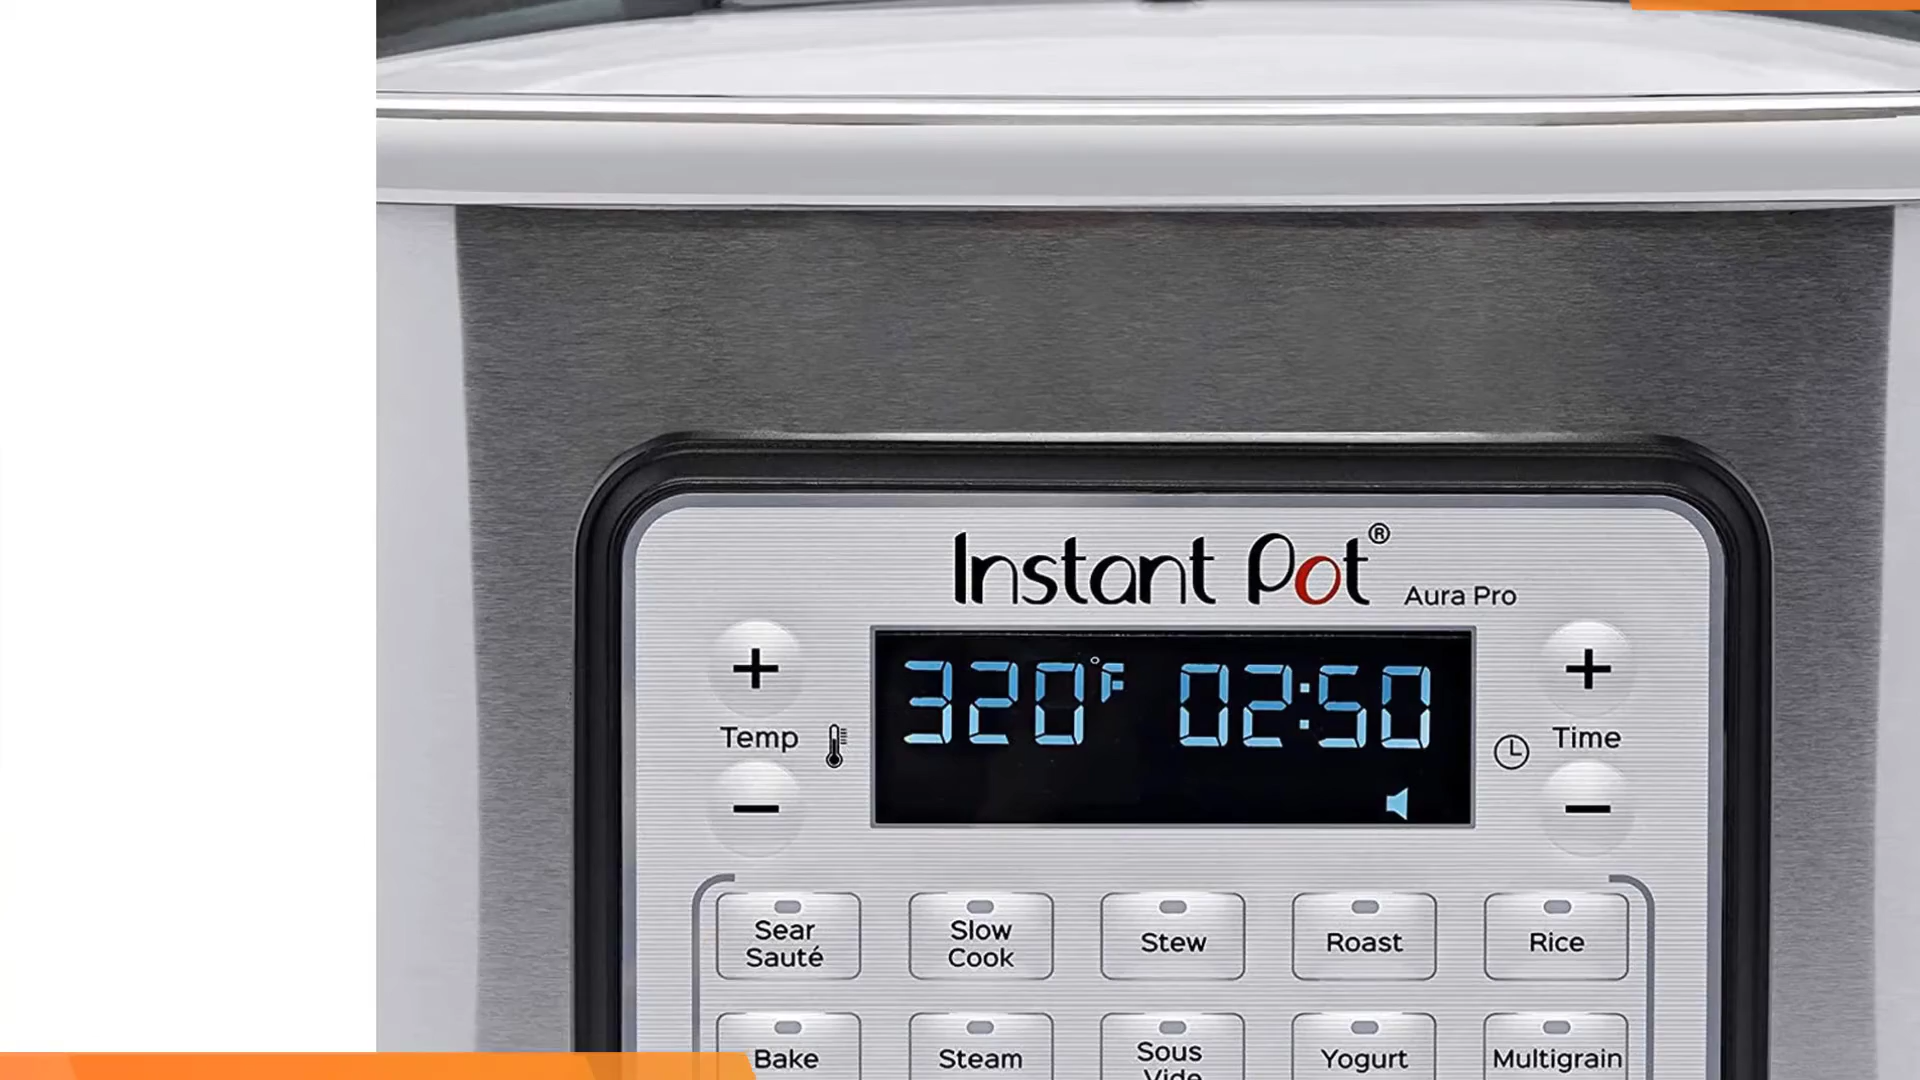 Instant Pot® Aura Pro
+
+
320°F 02:50
Temp
Time
−
−
Sear Sauté
Slow Cook
Stew
Roast
Rice
Bake
Steam
Sous Vide
Yogurt
Multigrain